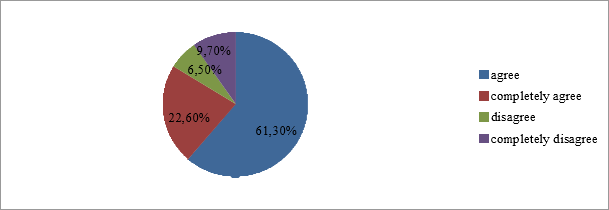 9,70%
6,50%
22,60%
61,30%
agree
completely agree
disagree
completely disagree